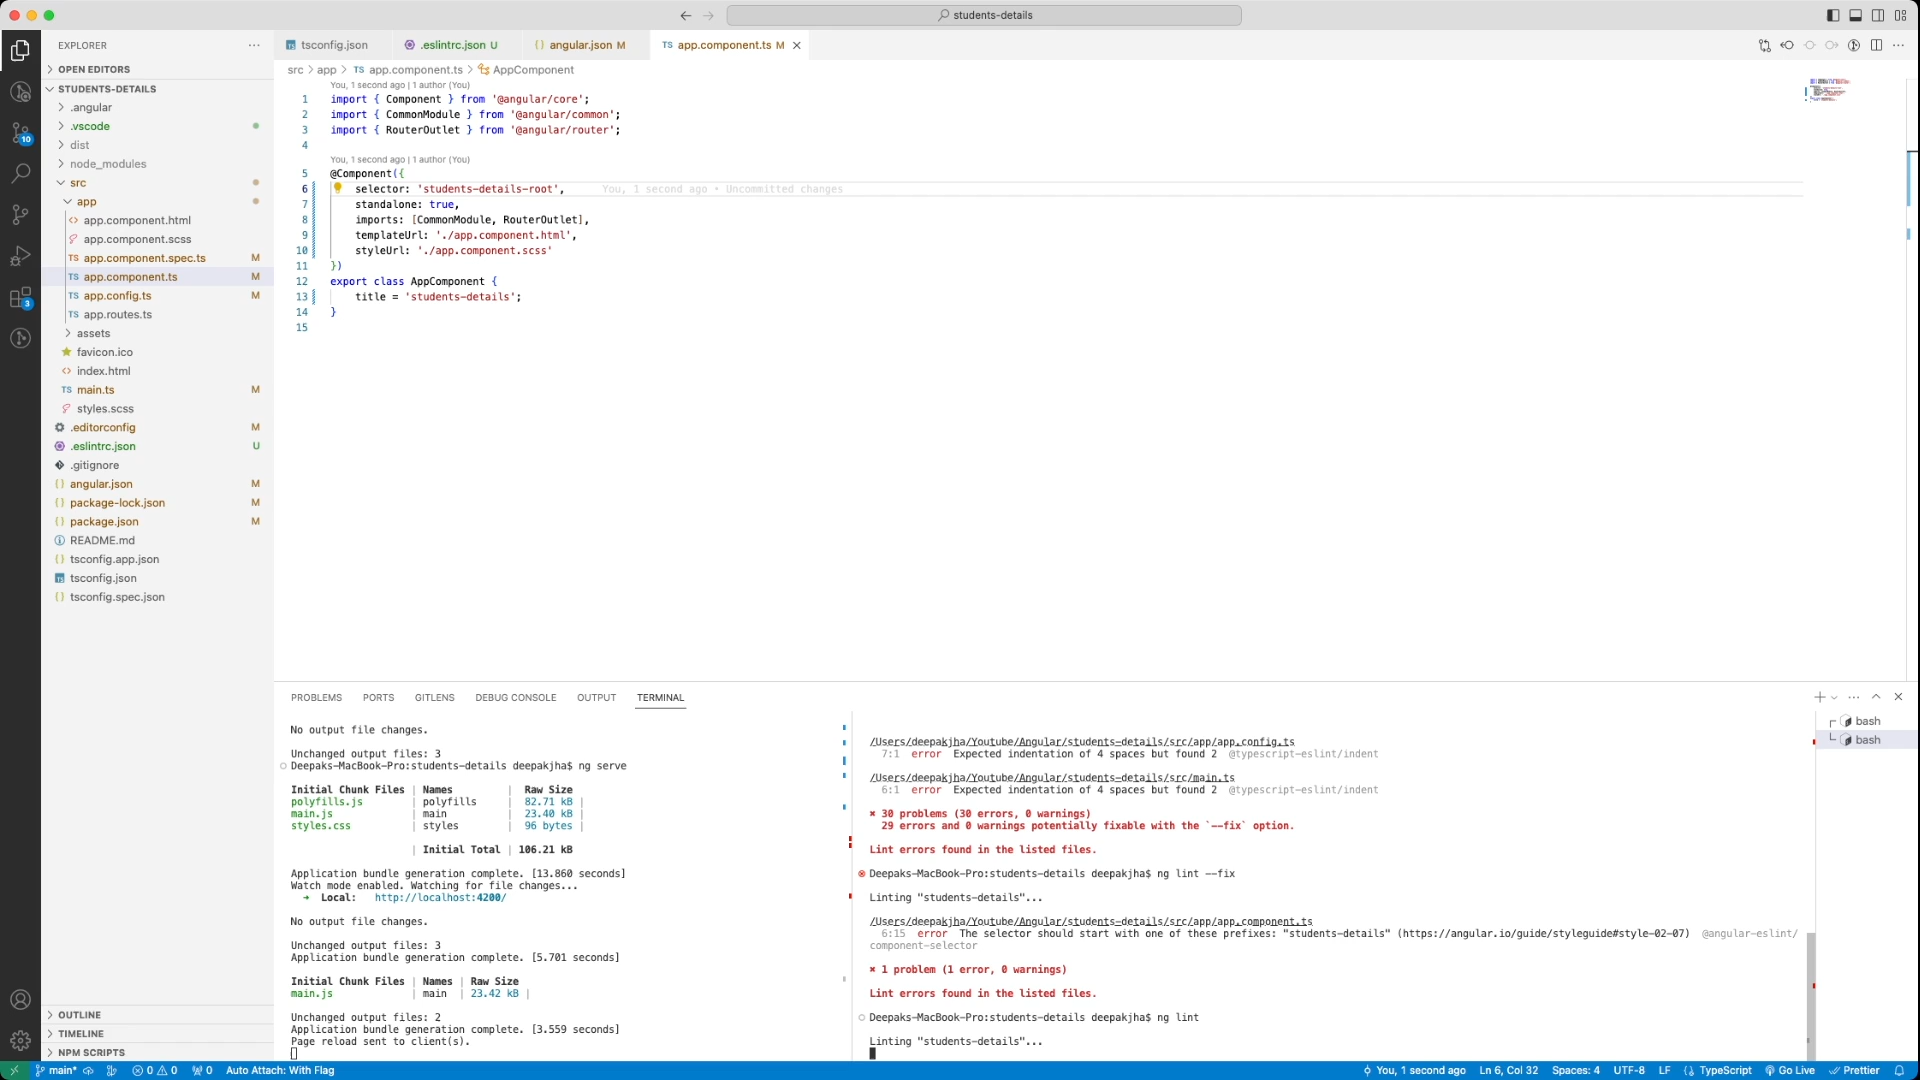 students-details
EXPLORER
OPEN EDITORS
STUDENTS-DETAILS
.angular
.vscode
dist
node_modules
src
app
app.component.html
app.component.scss
TS app.component.spec.ts M
TS app.component.ts M
TS app.config.ts M
TS app.routes.ts
assets
favicon.ico
index.html
TS main.ts M
styles.scss
.editorconfig M
.eslintrc.json U
.gitignore
angular.json M
package-lock.json M
package.json M
README.md
tsconfig.app.json
tsconfig.json
tsconfig.spec.json
OUTLINE
TIMELINE
NPM SCRIPTS
10
3
tsconfig.json .eslintrc.json U angular.json M TS app.component.ts M
src > app > TS app.component.ts > AppComponent
You, 1 second ago | 1 author (You)
1 import { Component } from '@angular/core';
2 import { CommonModule } from '@angular/common';
3 import { RouterOutlet } from '@angular/router';
4
You, 1 second ago | 1 author (You)
5 @Component({
6 selector: 'students-details-root', You, 1 second ago • Uncommitted changes
7 standalone: true,
8 imports: [CommonModule, RouterOutlet],
9 templateUrl: './app.component.html',
10 styleUrl: './app.component.scss'
11 })
12 export class AppComponent {
13 title = 'students-details';
14 }
15
PROBLEMS PORTS GITLENS DEBUG CONSOLE OUTPUT TERMINAL
No output file changes.
Unchanged output files: 3
Deepaks-MacBook-Pro:students-details deepakjha$ ng serve
Initial Chunk Files | Names | Raw Size
polyfills.js | polyfills | 82.71 kB |
main.js | main | 23.40 kB |
styles.css | styles | 96 bytes |
| Initial Total | 106.21 kB
Application bundle generation complete. [13.860 seconds]
Watch mode enabled. Watching for file changes...
➜ Local: http://localhost:4200/
No output file changes.
Unchanged output files: 3
Application bundle generation complete. [5.701 seconds]
Initial Chunk Files | Names | Raw Size
main.js | main | 23.42 kB |
Unchanged output files: 2
Application bundle generation complete. [3.559 seconds]
Page reload sent to client(s).
/Users/deepakjha/Youtube/Angular/students-details/src/app/app.config.ts
7:1 error Expected indentation of 4 spaces but found 2 @typescript-eslint/indent
/Users/deepakjha/Youtube/Angular/students-details/src/main.ts
6:1 error Expected indentation of 4 spaces but found 2 @typescript-eslint/indent
✖ 30 problems (30 errors, 0 warnings)
29 errors and 0 warnings potentially fixable with the `--fix` option.
Lint errors found in the listed files.
Deepaks-MacBook-Pro:students-details deepakjha$ ng lint --fix
Linting "students-details"...
/Users/deepakjha/Youtube/Angular/students-details/src/app/app.component.ts
6:15 error The selector should start with one of these prefixes: "students-details" (https://angular.io/guide/styleguide#style-02-07) @angular-eslint/
component-selector
✖ 1 problem (1 error, 0 warnings)
Lint errors found in the listed files.
Deepaks-MacBook-Pro:students-details deepakjha$ ng lint
Linting "students-details"...
bash
bash
main* 0 0 0 Auto Attach: With Flag You, 1 second ago Ln 6, Col 32 Spaces: 4 UTF-8 LF TypeScript Go Live Prettier